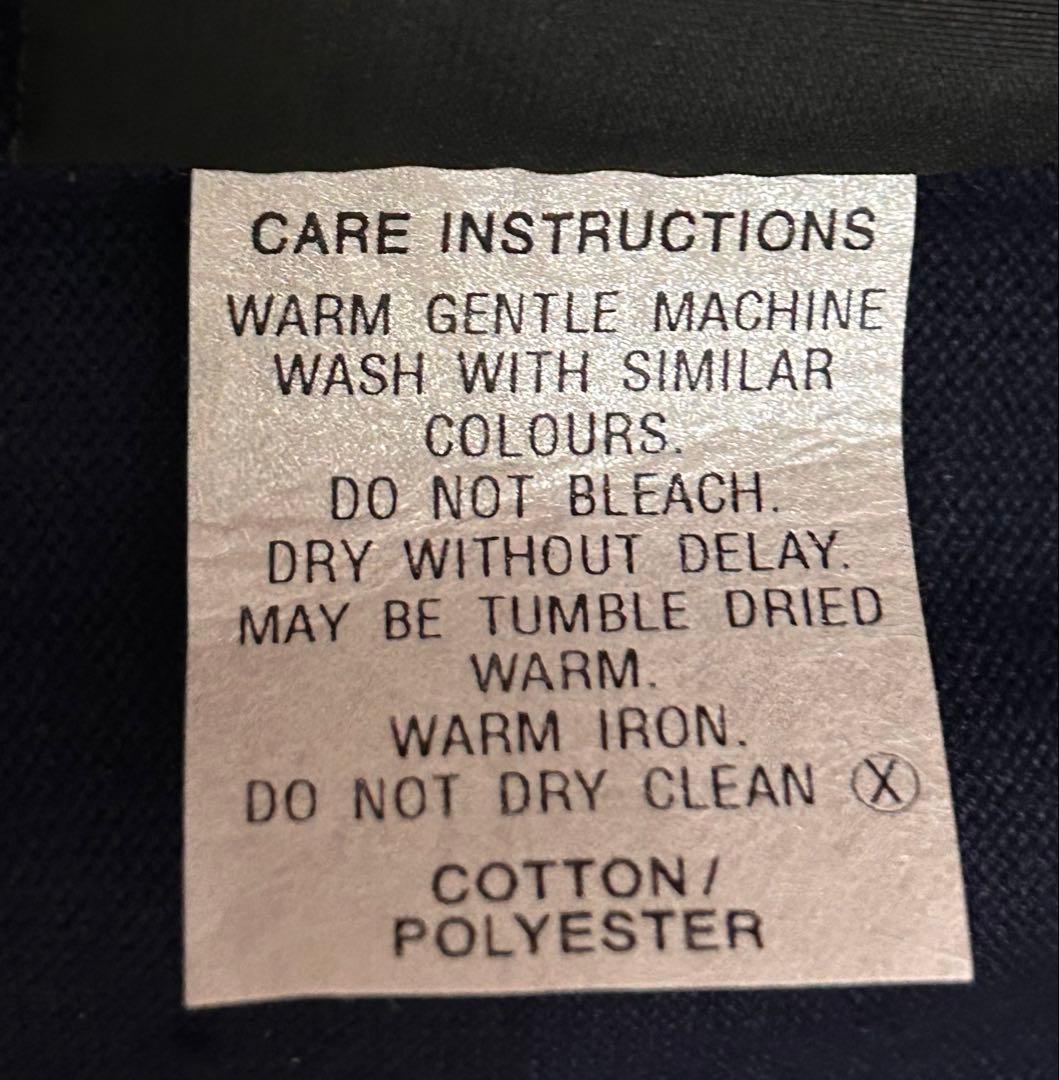 CARE INSTRUCTIONS
WARM GENTLE MACHINE
WASH WITH SIMILAR
COLOURS.
DO NOT BLEACH.
DRY WITHOUT DELAY.
MAY BE TUMBLE DRIED
WARM.
WARM IRON.
DO NOT DRY CLEAN Ⓧ
COTTON/
POLYESTER